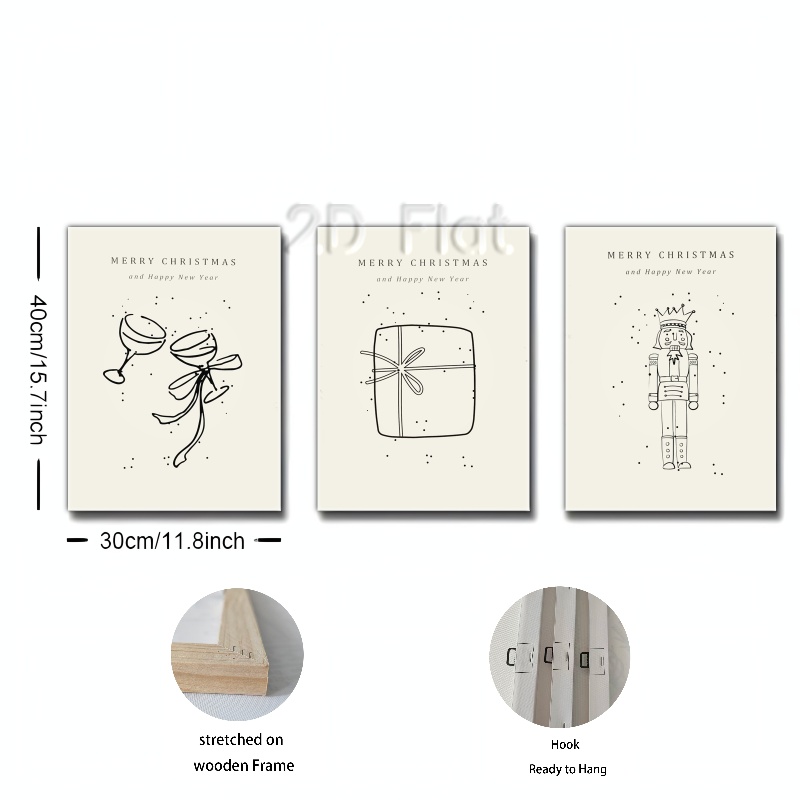 2D Flat
MERRY CHRISTMAS
and Happy New Year
MERRY CHRISTMAS
and Happy New Year
MERRY CHRISTMAS
and Happy New Year
40cm/15.7inch
30cm/11.8inch
stretched on
wooden Frame
Hook
Ready to Hang